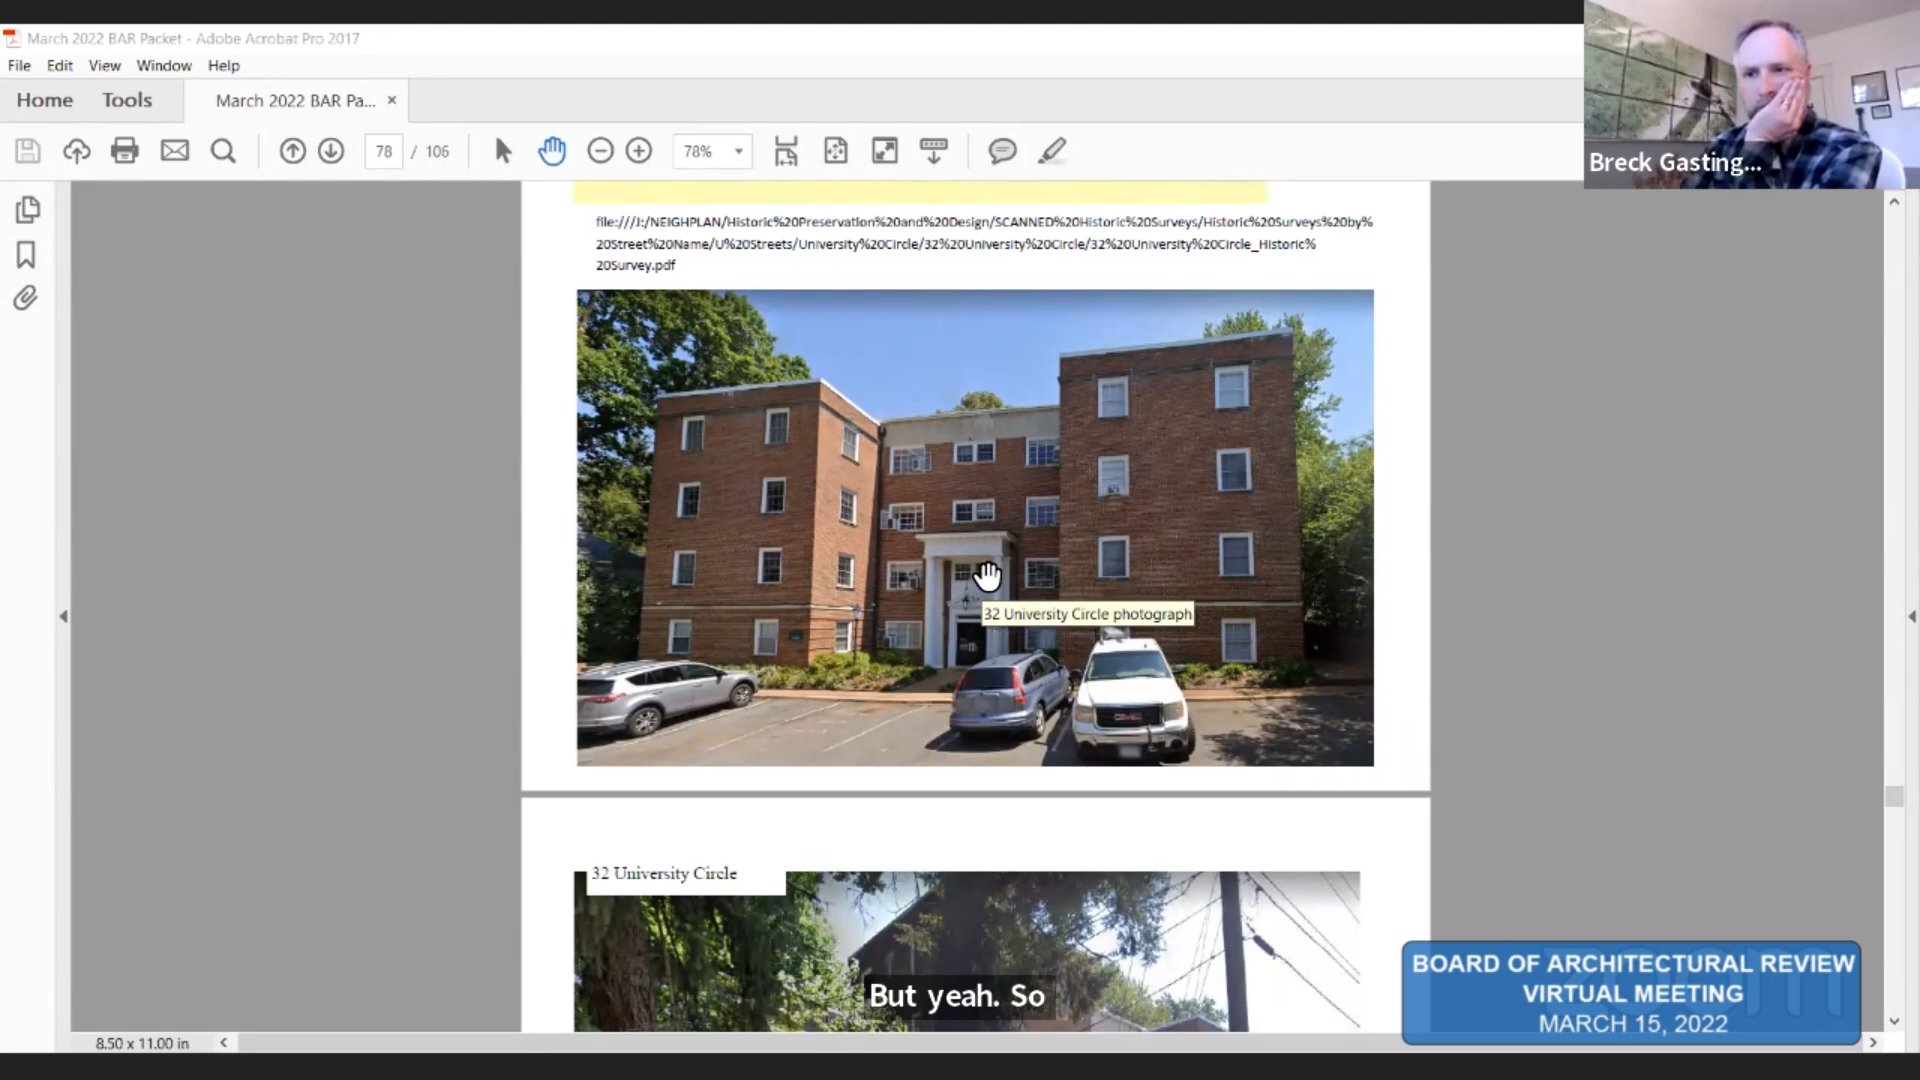 March 2022 BAR Packet - Adobe Acrobat Pro 2017
File Edit View Window Help
Home Tools March 2022 BAR Pa... ×
78 / 106 78%
Breck Gasting...
file:///J:/NEIGHPLAN/Historic%20Preservation%20and%20Design/SCANNED%20Historic%20Surveys/Historic%20Surveys%20by%
20Street%20Name/U%20Streets/University%20Circle/32%20University%20Circle/32%20University%20Circle_Historic%
20Survey.pdf
32 University Circle photograph
GMC
32 University Circle
But yeah. So
BOARD OF ARCHITECTURAL REVIEW
VIRTUAL MEETING
MARCH 15, 2022
8.50 x 11.00 in